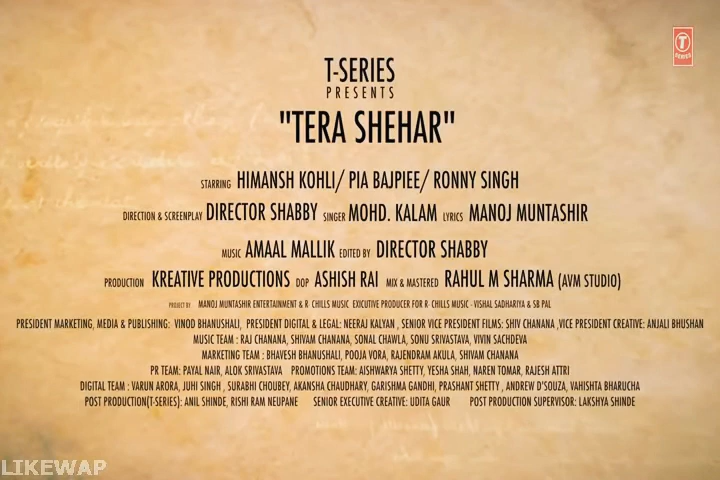 T-SERIES
PRESENTS
"TERA SHEHAR"
STARRING HIMANSH KOHLI/ PIA BAJPIEE/ RONNY SINGH
DIRECTION & SCREENPLAY DIRECTOR SHABBY SINGER MOHD. KALAM LYRICS MANOJ MUNTASHIR
MUSIC AMAAL MALLIK EDITED BY DIRECTOR SHABBY
PRODUCTION KREATIVE PRODUCTIONS DOP ASHISH RAI MIX & MASTERED RAHUL M SHARMA (AVM STUDIO)
PROJECT BY MANOJ MUNTASHIR ENTERTAINMENT & R CHILLS MUSIC EXICUTIVE PRODUCER FOR R CHILLS MUSIC - VISHAL SADHARIYA & SB PAL
PRESIDENT MARKETING, MEDIA & PUBLISHING: VINOD BHANUSHALI, PRESIDENT DIGITAL & LEGAL: NEERAJ KALYAN , SENIOR VICE PRESIDENT FILMS: SHIV CHANANA ,VICE PRESIDENT CREATIVE: ANJALI BHUSHAN
MUSIC TEAM : RAJ CHANANA, SHIVAM CHANANA, SONAL CHAWLA, SONU SRIVASTAVA, VIVIN SACHDEVA
MARKETING TEAM : BHAVESH BHANUSHALI, POOJA VORA, RAJENDRAM AKULA, SHIVAM CHANANA
PR TEAM: PAYAL NAIR, ALOK SRIVASTAVA PROMOTIONS TEAM: AISHWARYA SHETTY, YESHA SHAH, NAREN TOMAR, RAJESH ATTRI
DIGITAL TEAM : VARUN ARORA, JUHI SINGH , SURABHI CHOUBEY, AKANSHA CHAUDHARY, GARISHMA GANDHI, PRASHANT SHETTY , ANDREW D'SOUZA, VAHISHTA BHARUCHA
POST PRODUCTION(T-SERIES): ANIL SHINDE, RISHI RAM NEUPANE SENIOR EXECUTIVE CREATIVE: UDITA GAUR POST PRODUCTION SUPERVISOR: LAKSHYA SHINDE
T
SERIES
LIKEWAP